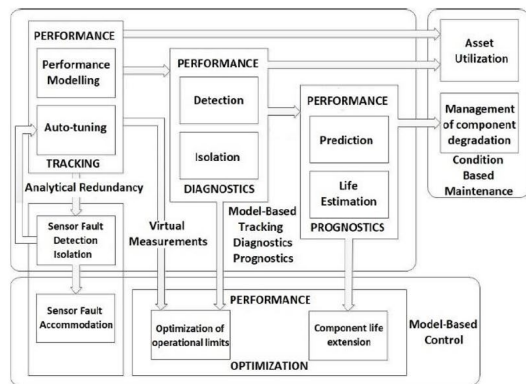 PERFORMANCE
Performance
Modelling
Auto-tuning
TRACKING
Analytical Redundancy
Sensor Fault
Detection
Isolation
Sensor Fault
Accommodation
PERFORMANCE
Detection
Isolation
DIAGNOSTICS
Virtual
Measurements
Model-Based
Tracking
Diagnostics
Prognostics
PERFORMANCE
Prediction
Life
Estimation
PROGNOSTICS
Asset
Utilization
Management
of component
degradation
Condition
Based
Maintenance
PERFORMANCE
Optimization of
operational limits
Component life
extension
OPTIMIZATION
Model-Based
Control